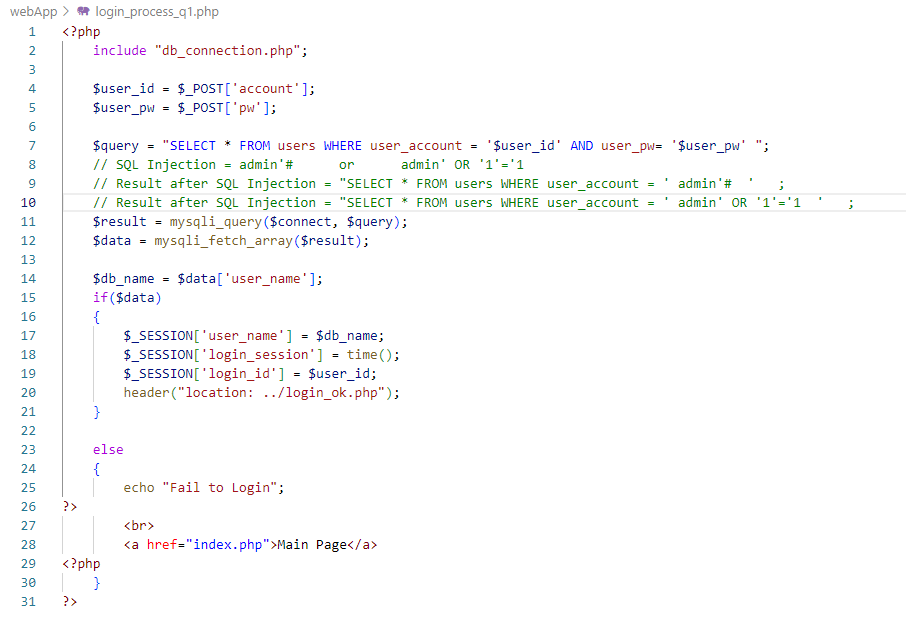 webApp > login_process_q1.php
1 <?php
2 include "db_connection.php";
3
4 $user_id = $_POST['account'];
5 $user_pw = $_POST['pw'];
6
7 $query = "SELECT * FROM users WHERE user_account = '$user_id' AND user_pw= '$user_pw' ";
8 // SQL Injection = admin'#      or      admin' OR '1'='1
9 // Result after SQL Injection = "SELECT * FROM users WHERE user_account = ' admin'#  '   ;
10 // Result after SQL Injection = "SELECT * FROM users WHERE user_account = ' admin' OR '1'='1  '   ;
11 $result = mysqli_query($connect, $query);
12 $data = mysqli_fetch_array($result);
13
14 $db_name = $data['user_name'];
15 if($data)
16 {
17 $_SESSION['user_name'] = $db_name;
18 $_SESSION['login_session'] = time();
19 $_SESSION['login_id'] = $user_id;
20 header("location: ../login_ok.php");
21 }
22
23 else
24 {
25 echo "Fail to Login";
26 ?>
27 <br>
28 <a href="index.php">Main Page</a>
29 <?php
30 }
31 ?>